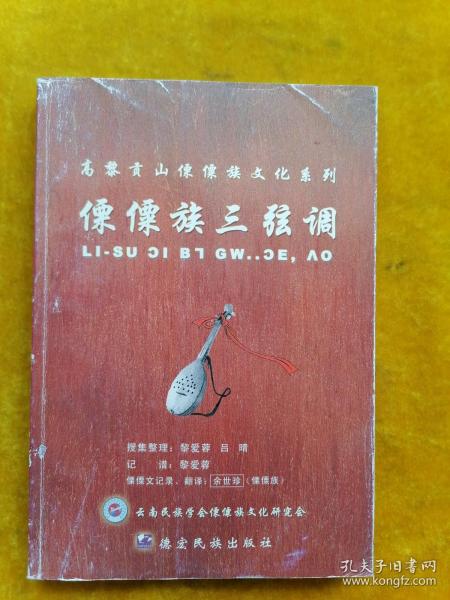 高黎贡山傈僳族文化系列
傈僳族三弦调
LI-SU ƆI B⅂ GW..ƆE, ɅO
搜集整理：黎爱蓉 吕晴
记 谱：黎爱蓉
傈僳文记录、翻译：余世珍（傈僳族）
云南民族学会傈僳族文化研究会
德宏民族出版社
孔夫子旧书网
www.kongfz.com